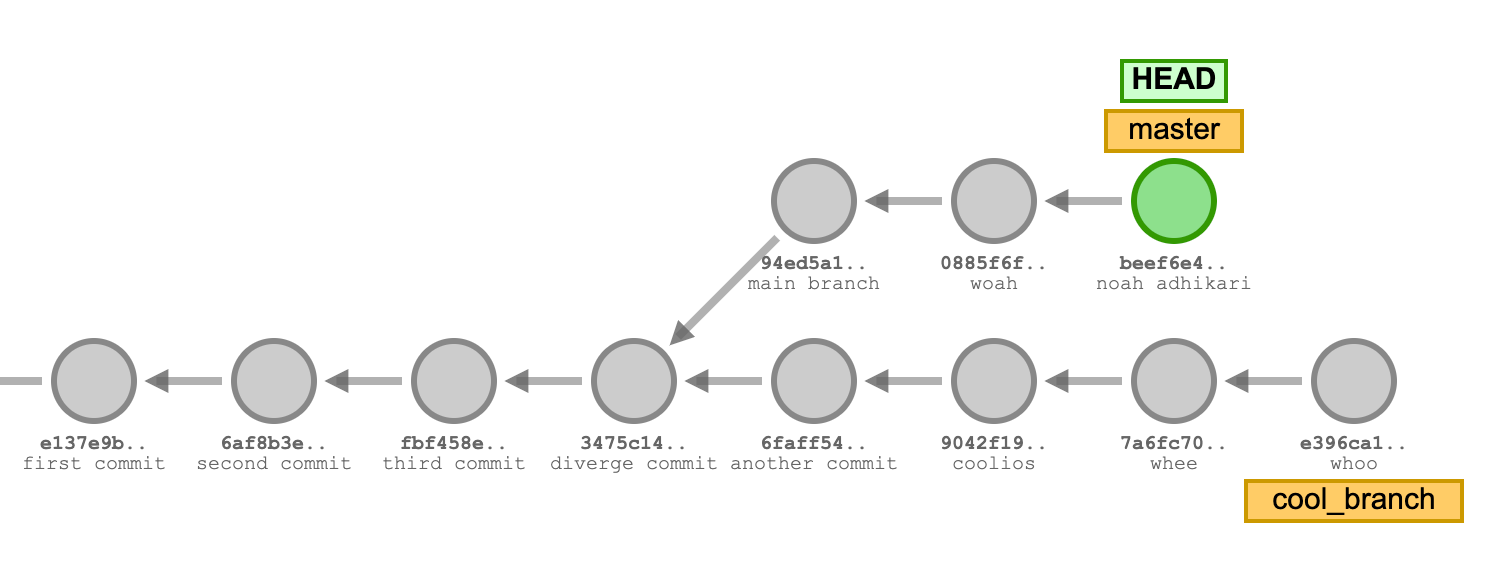 HEAD
master
94ed5a1..
main branch
0885f6f..
woah
beef6e4..
noah adhikari
e137e9b..
first commit
6af8b3e..
second commit
fbf458e..
third commit
3475c14..
diverge commit
6faff54..
another commit
9042f19..
coolios
7a6fc70..
whee
e396ca1..
whoo
cool_branch